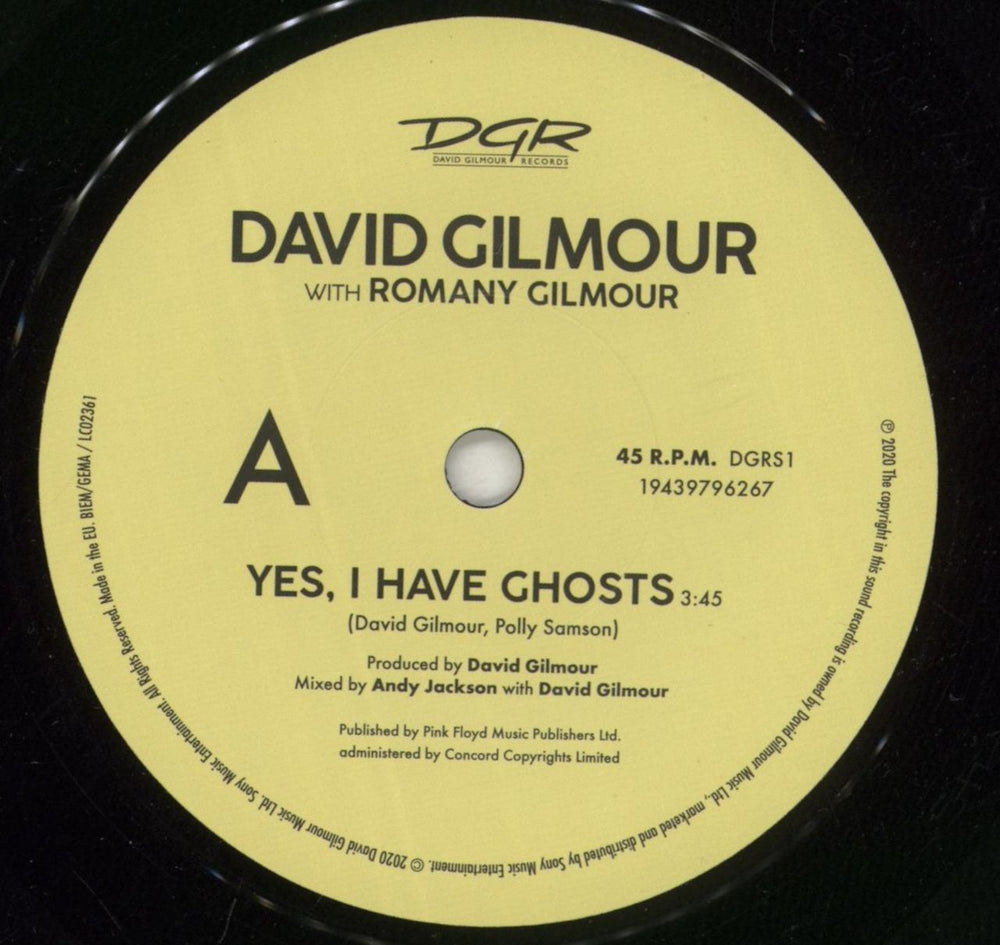 DGR
DAVID GILMOUR RECORDS
DAVID GILMOUR
WITH ROMANY GILMOUR
A
45 R.P.M. DGRS1
19439796267
YES, I HAVE GHOSTS 3:45
(David Gilmour, Polly Samson)
Produced by David Gilmour
Mixed by Andy Jackson with David Gilmour
Published by Pink Floyd Music Publishers Ltd.
administered by Concord Copyrights Limited
℗ 2020 The copyright in this sound recording is owned by David Gilmour Music Ltd., marketed and distributed by Sony Music Entertainment. © 2020 David Gilmour Music Ltd. Sony Music Entertainment. All Rights Reserved. Made in the EU. BIEM/GEMA / LC02361